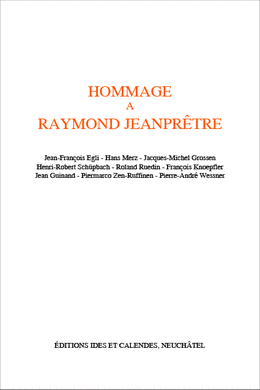 HOMMAGE
A
RAYMOND JEANPRÊTRE
Jean-François Egli - Hans Merz - Jacques-Michel Grossen
Henri-Robert Schüpbach - Roland Ruedin - François Knoepfler
Jean Guinand - Piermarco Zen-Ruffinen - Pierre-André Wessner
ÉDITIONS IDES ET CALENDES, NEUCHÂTEL